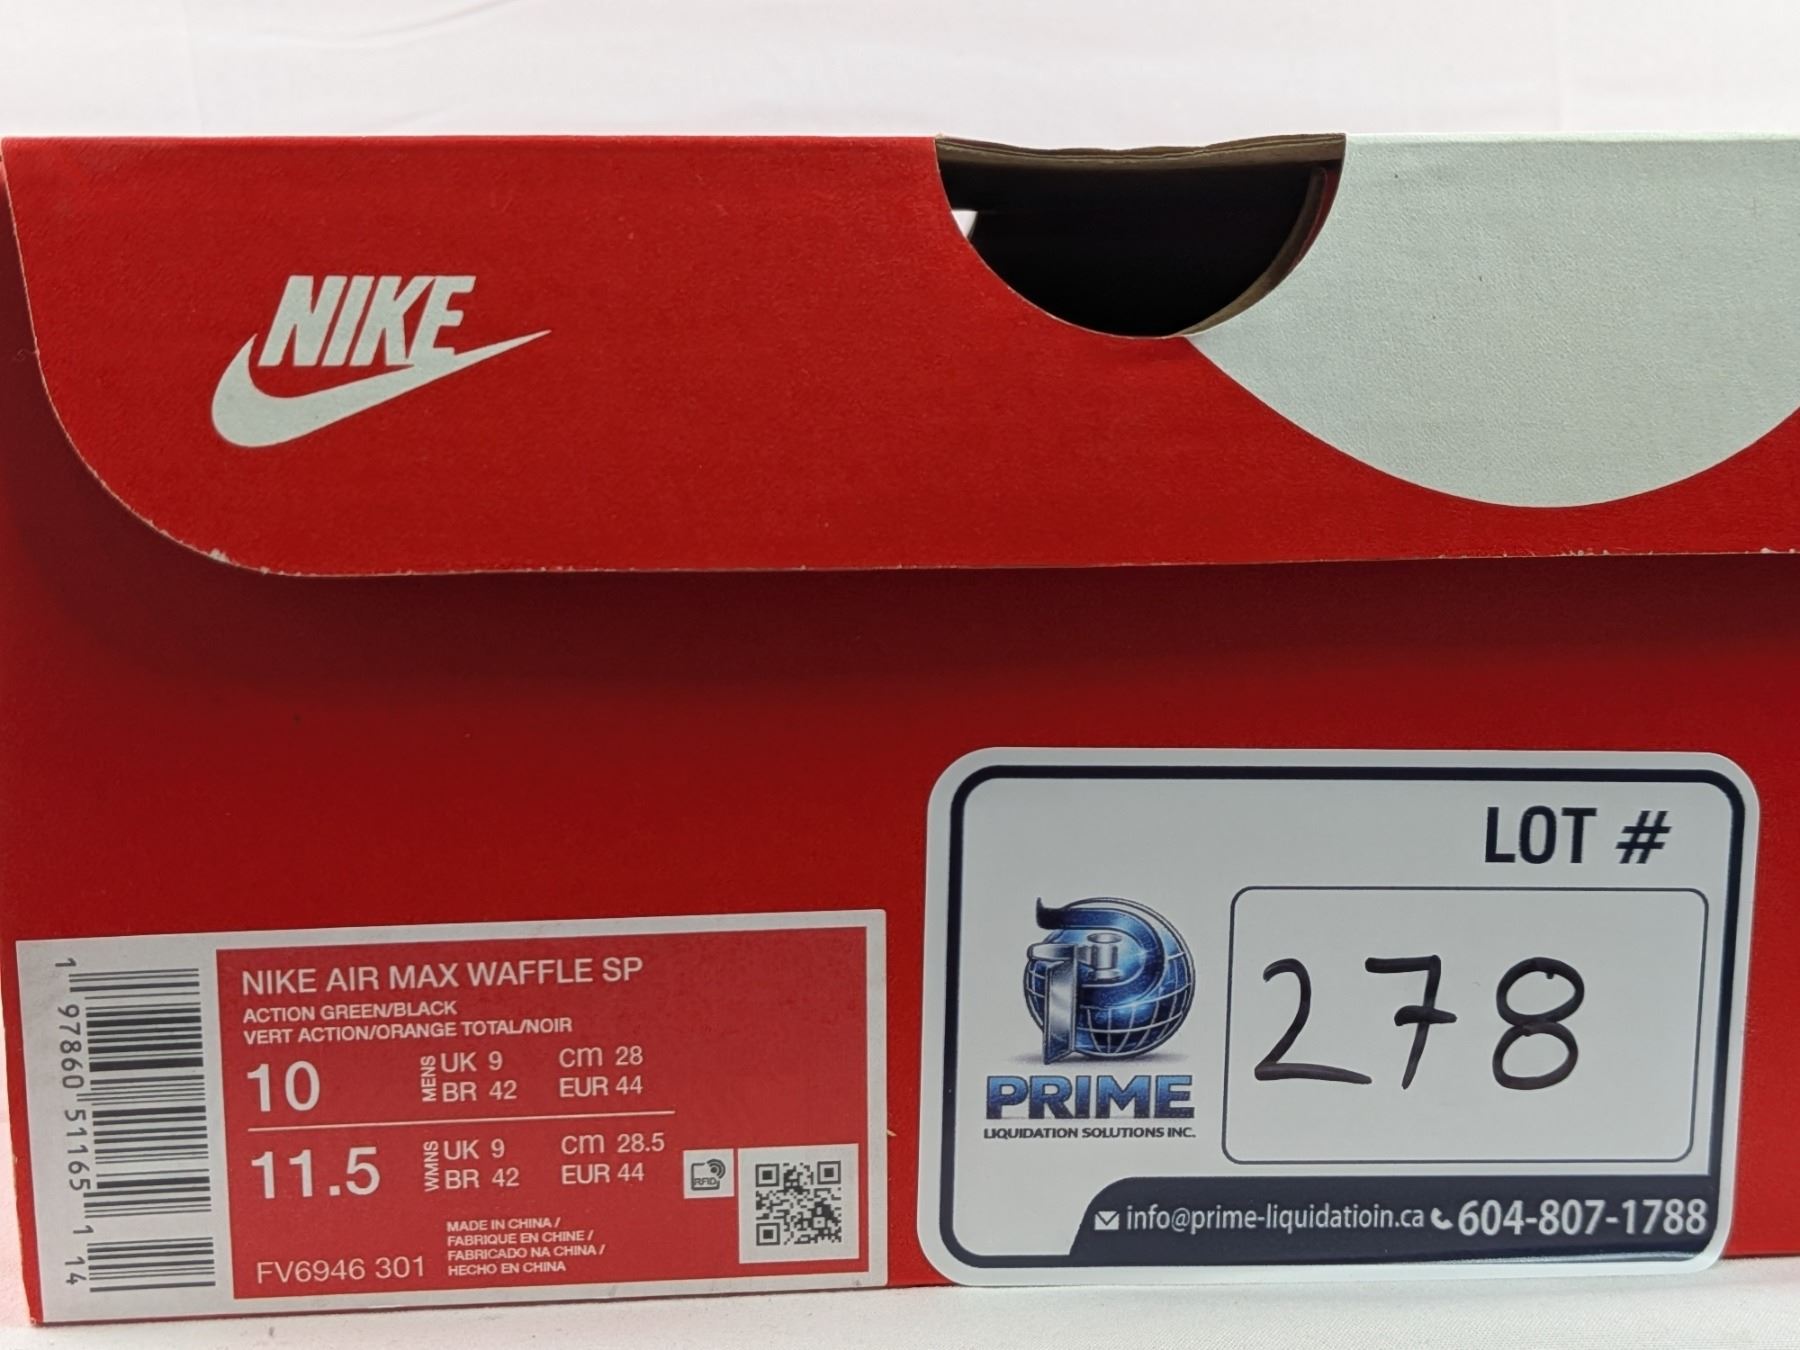 NIKE
NIKE AIR MAX WAFFLE SP
ACTION GREEN/BLACK
VERT ACTION/ORANGE TOTAL/NOIR
10 MENS UK 9 CM 28
BR 42 EUR 44
11.5 WMNS UK 9 CM 28.5
BR 42 EUR 44
RFID
FV6946 301
MADE IN CHINA /
FABRIQUE EN CHINE /
FABRICADO NA CHINA /
HECHO EN CHINA
1 97860 51165 1 14
LOT #
278
PRIME
LIQUIDATION SOLUTIONS INC.
info@prime-liquidatioin.ca 604-807-1788